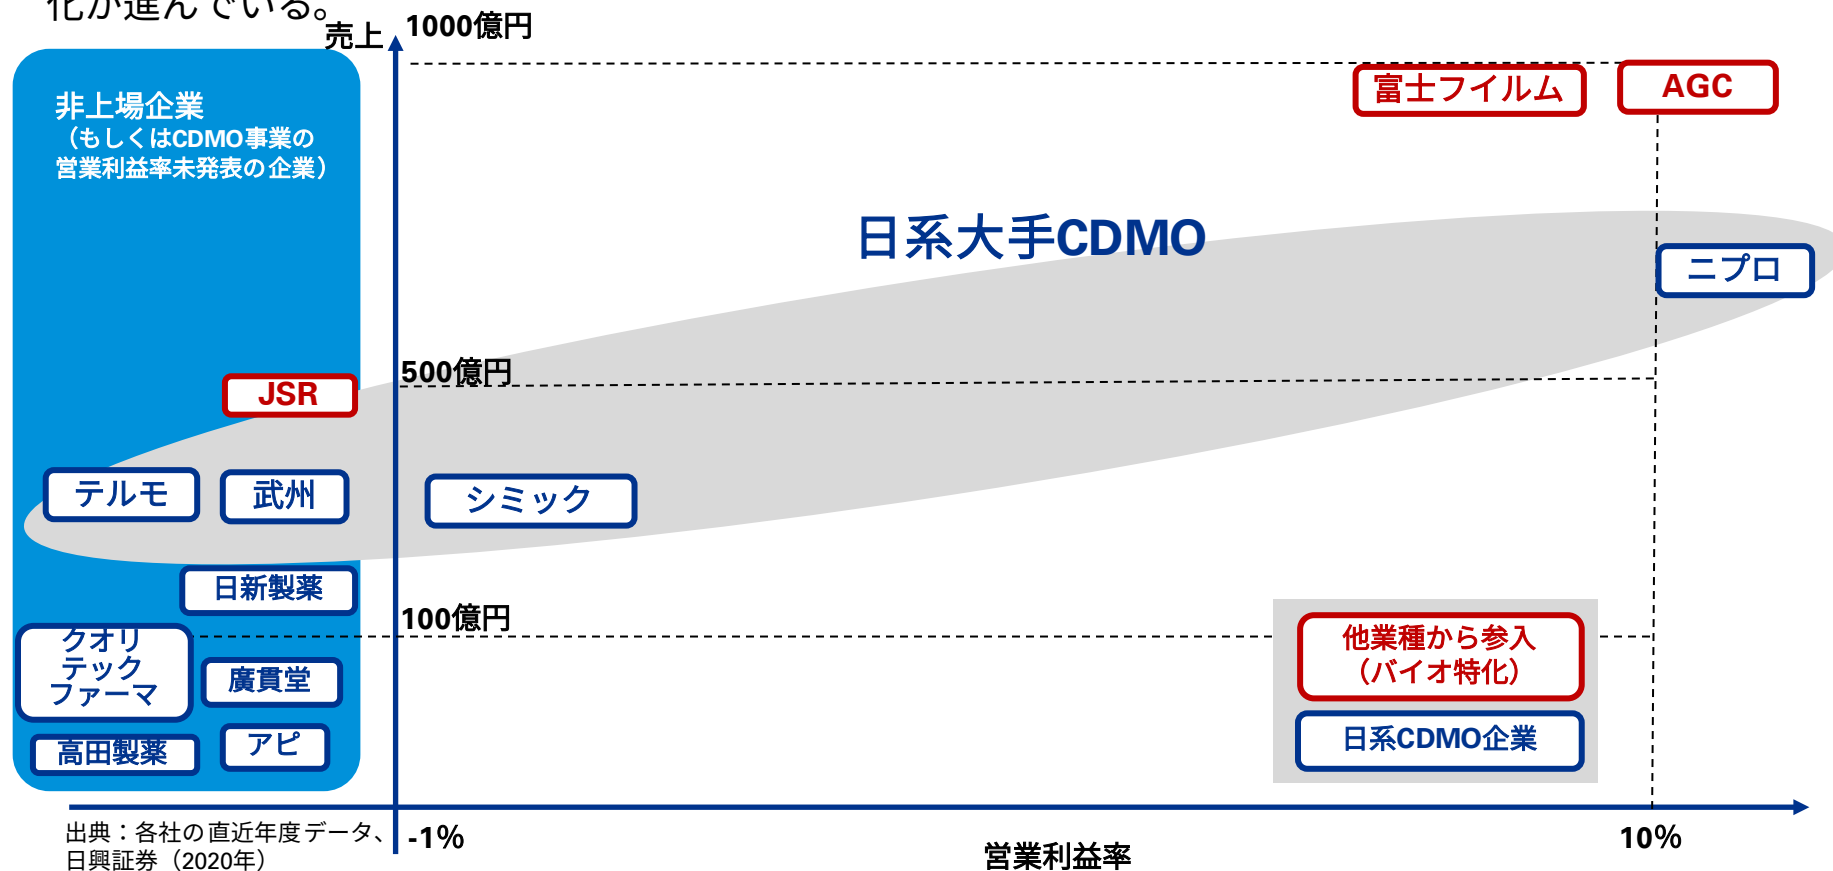 化が進んでいる。
売上
1000億円
富士フイルム
AGC
非上場企業
（もしくはCDMO事業の
営業利益率未発表の企業）
日系大手CDMO
ニプロ
500億円
JSR
テルモ
武州
シミック
日新製薬
100億円
クオリ
テック
ファーマ
廣貫堂
高田製薬
アピ
他業種から参入
（バイオ特化）
日系CDMO企業
出典：各社の直近年度データ、
日興証券（2020年）
-1%
営業利益率
10%